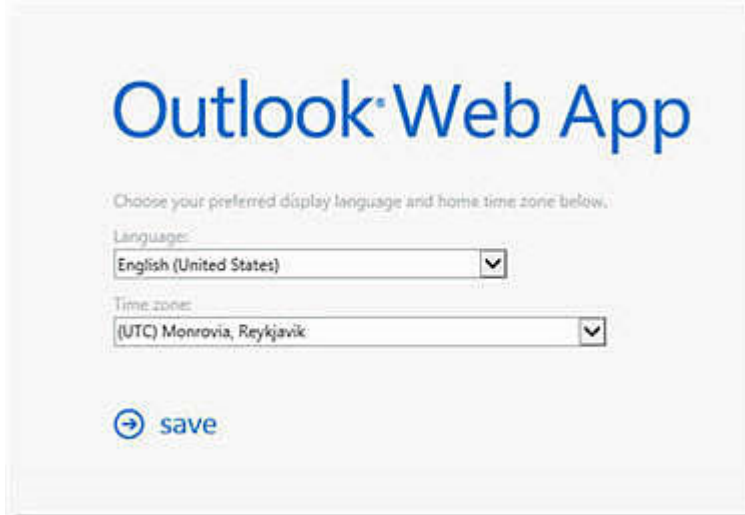 Outlook® Web App
Choose your preferred display language and home time zone below.
Language:
English (United States)
Time zone:
(UTC) Monrovia, Reykjavik
save